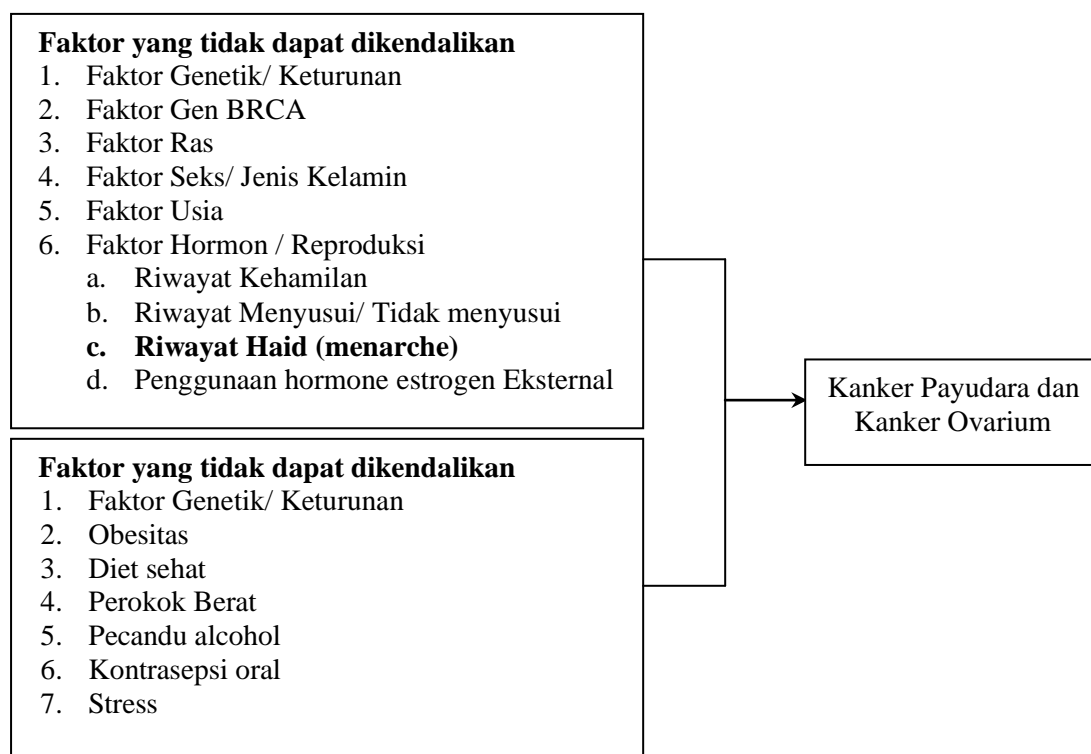 Faktor yang tidak dapat dikendalikan
1. Faktor Genetik/ Keturunan
2. Faktor Gen BRCA
3. Faktor Ras
4. Faktor Seks/ Jenis Kelamin
5. Faktor Usia
6. Faktor Hormon / Reproduksi
a. Riwayat Kehamilan
b. Riwayat Menyusui/ Tidak menyusui
c. Riwayat Haid (menarche)
d. Penggunaan hormone estrogen Eksternal
Faktor yang tidak dapat dikendalikan
1. Faktor Genetik/ Keturunan
2. Obesitas
3. Diet sehat
4. Perokok Berat
5. Pecandu alcohol
6. Kontrasepsi oral
7. Stress
Kanker Payudara dan
Kanker Ovarium